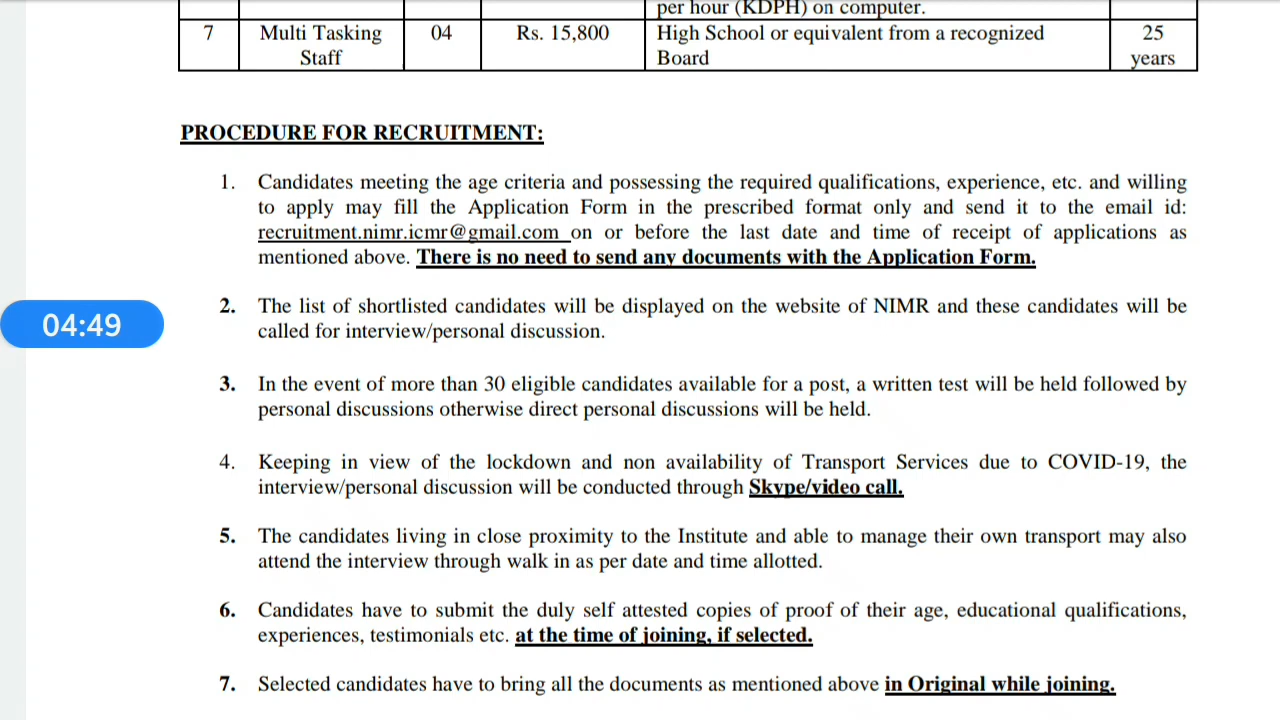 per hour (KDPH) on computer.
7 Multi Tasking 04 Rs. 15,800 High School or equivalent from a recognized 25
Staff Board years
PROCEDURE FOR RECRUITMENT:
1. Candidates meeting the age criteria and possessing the required qualifications, experience, etc. and willing
to apply may fill the Application Form in the prescribed format only and send it to the email id:
recruitment.nimr.icmr@gmail.com on or before the last date and time of receipt of applications as
mentioned above. There is no need to send any documents with the Application Form.
2. The list of shortlisted candidates will be displayed on the website of NIMR and these candidates will be
04:49
called for interview/personal discussion.
3. In the event of more than 30 eligible candidates available for a post, a written test will be held followed by
personal discussions otherwise direct personal discussions will be held.
4. Keeping in view of the lockdown and non availability of Transport Services due to COVID-19, the
interview/personal discussion will be conducted through Skype/video call.
5. The candidates living in close proximity to the Institute and able to manage their own transport may also
attend the interview through walk in as per date and time allotted.
6. Candidates have to submit the duly self attested copies of proof of their age, educational qualifications,
experiences, testimonials etc. at the time of joining, if selected.
7. Selected candidates have to bring all the documents as mentioned above in Original while joining.